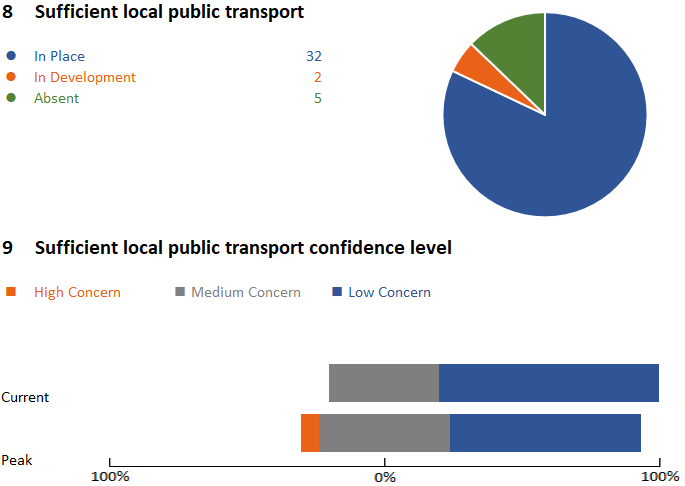 8 Sufficient local public transport
In Place 32
In Development 2
Absent 5
9 Sufficient local public transport confidence level
High Concern Medium Concern Low Concern
Current
Peak
100% 0% 100%